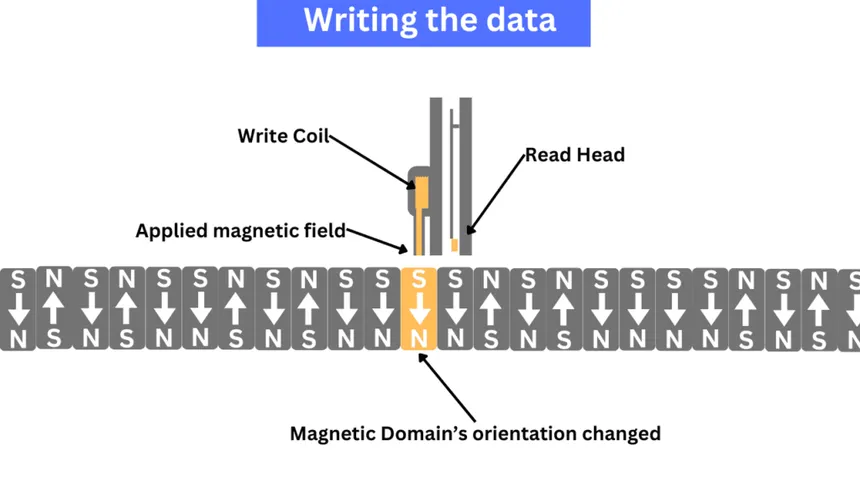 Writing the data
Write Coil
Read Head
Applied magnetic field
S N S N S S N S N S S S S N S N S S S S N S N S
N S N S N N S N S N N N N S N S N N N N S N S N
Magnetic Domain's orientation changed